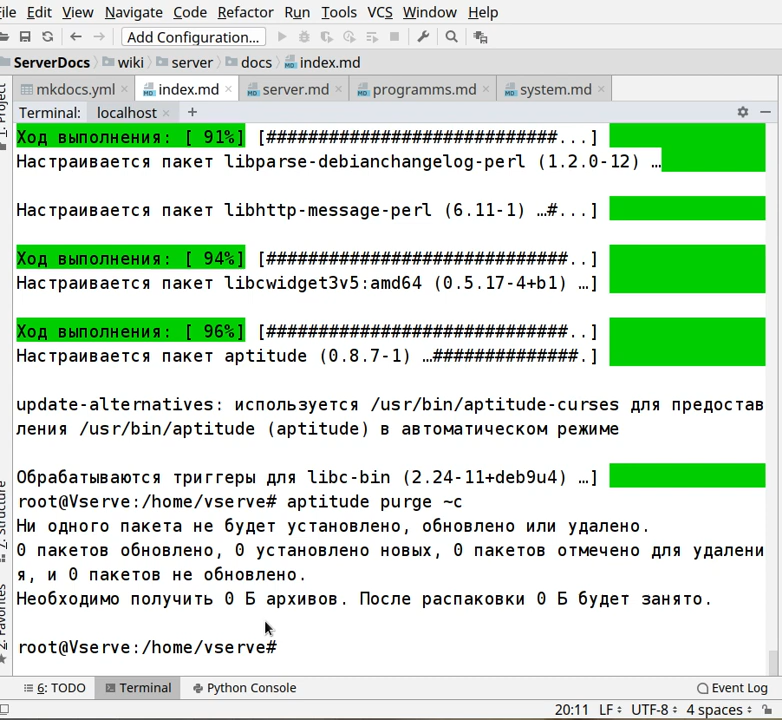 File Edit View Navigate Code Refactor Run Tools VCS Window Help
Add Configuration...
ServerDocs wiki server docs index.md
mkdocs.yml index.md server.md programms.md system.md
1: Project
Terminal: localhost × +
Ход выполнения: [ 91%] [############################...]
Настраивается пакет libparse-debianchangelog-perl (1.2.0-12) …
Настраивается пакет libhttp-message-perl (6.11-1) …#...]
Ход выполнения: [ 94%] [#############################..]
Настраивается пакет libcwidget3v5:amd64 (0.5.17-4+b1) …]
Ход выполнения: [ 96%] [#############################..]
Настраивается пакет aptitude (0.8.7-1) …##############.]
update-alternatives: используется /usr/bin/aptitude-curses для предостав
ления /usr/bin/aptitude (aptitude) в автоматическом режиме
Обрабатываются триггеры для libc-bin (2.24-11+deb9u4) …]
root@Vserve:/home/vserve# aptitude purge ~c
Ни одного пакета не будет установлено, обновлено или удалено.
0 пакетов обновлено, 0 установлено новых, 0 пакетов отмечено для удалени
я, и 0 пакетов не обновлено.
Необходимо получить 0 Б архивов. После распаковки 0 Б будет занято.
root@Vserve:/home/vserve#
7: Structure
2: Favorites
6: TODO Terminal Python Console Event Log
20:11 LF UTF-8 4 spaces